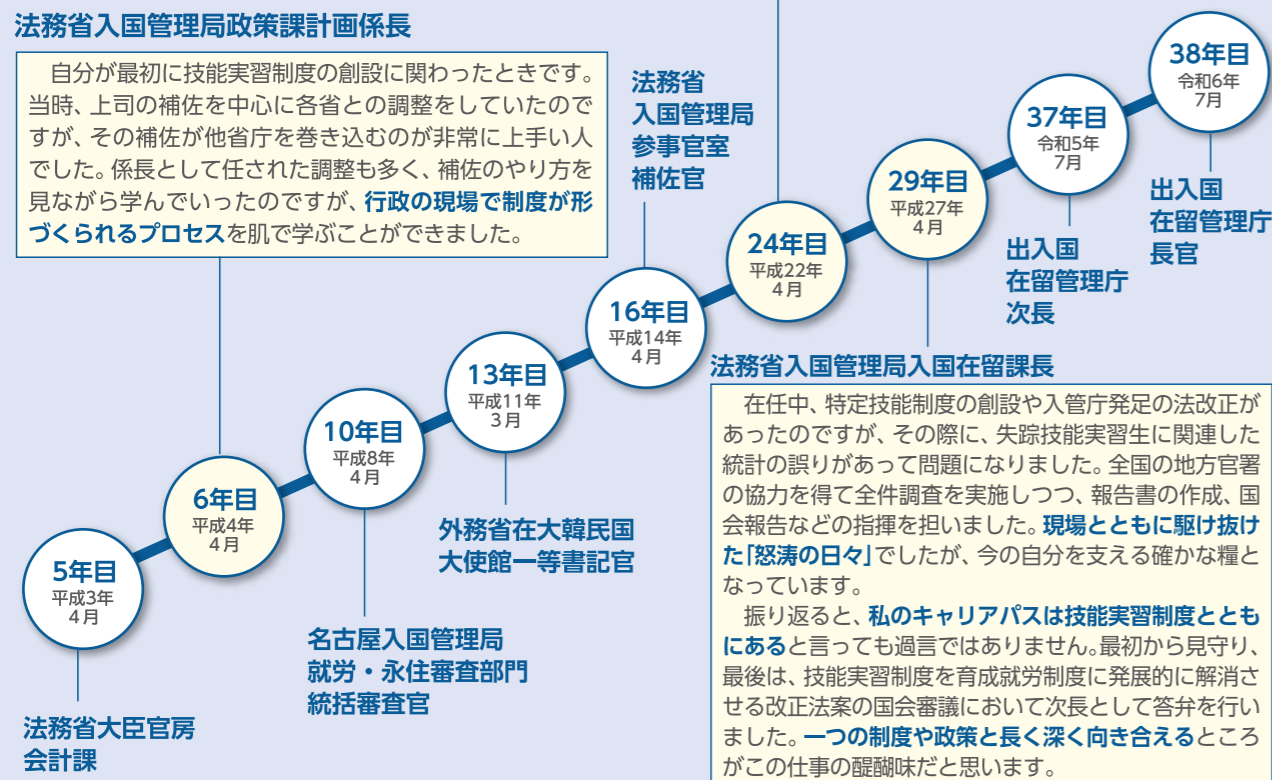 法務省入国管理局政策課計画係長
　自分が最初に技能実習制度の創設に関わったときです。
当時、上司の補佐を中心に各省との調整をしていたので
すが、その補佐が他省庁を巻き込むのが非常に上手い人
でした。係長として任された調整も多く、補佐のやり方を
見ながら学んでいったのですが、行政の現場で制度が形
づくられるプロセスを肌で学ぶことができました。
5年目
平成3年
4月
法務省大臣官房
会計課
6年目
平成4年
4月
10年目
平成8年
4月
名古屋入国管理局
就労・永住審査部門
統括審査官
13年目
平成11年
3月
外務省在大韓民国
大使館一等書記官
法務省
入国管理局
参事官室
補佐官
16年目
平成14年
4月
24年目
平成22年
4月
29年目
平成27年
4月
37年目
令和5年
7月
出入国
在留管理庁
次長
38年目
令和6年
7月
出入国
在留管理庁
長官
法務省入国管理局入国在留課長
　在任中、特定技能制度の創設や入管庁発足の法改正が
あったのですが、その際に、失踪技能実習生に関連した
統計の誤りがあって問題になりました。全国の地方官署
の協力を得て全件調査を実施しつつ、報告書の作成、国
会報告などの指揮を担いました。現場とともに駆け抜け
た「怒涛の日々」でしたが、今の自分を支える確かな糧と
なっています。
　振り返ると、私のキャリアパスは技能実習制度ととも
にあると言っても過言ではありません。最初から見守り、
最後は、技能実習制度を育成就労制度に発展的に解消さ
せる改正法案の国会審議において次長として答弁を行い
ました。一つの制度や政策と長く深く向き合えるところ
がこの仕事の醍醐味だと思います。